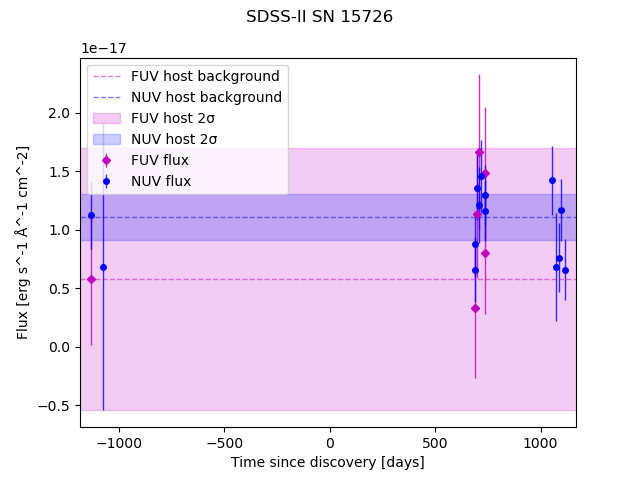 SDSS-II SN 15726
1e−17
FUV host background
NUV host background
FUV host 2σ
NUV host 2σ
FUV flux
NUV flux
2.0
1.5
1.0
0.5
0.0
−0.5
Flux [erg s^-1 Å^-1 cm^-2]
−1000
−500
0
500
1000
Time since discovery [days]